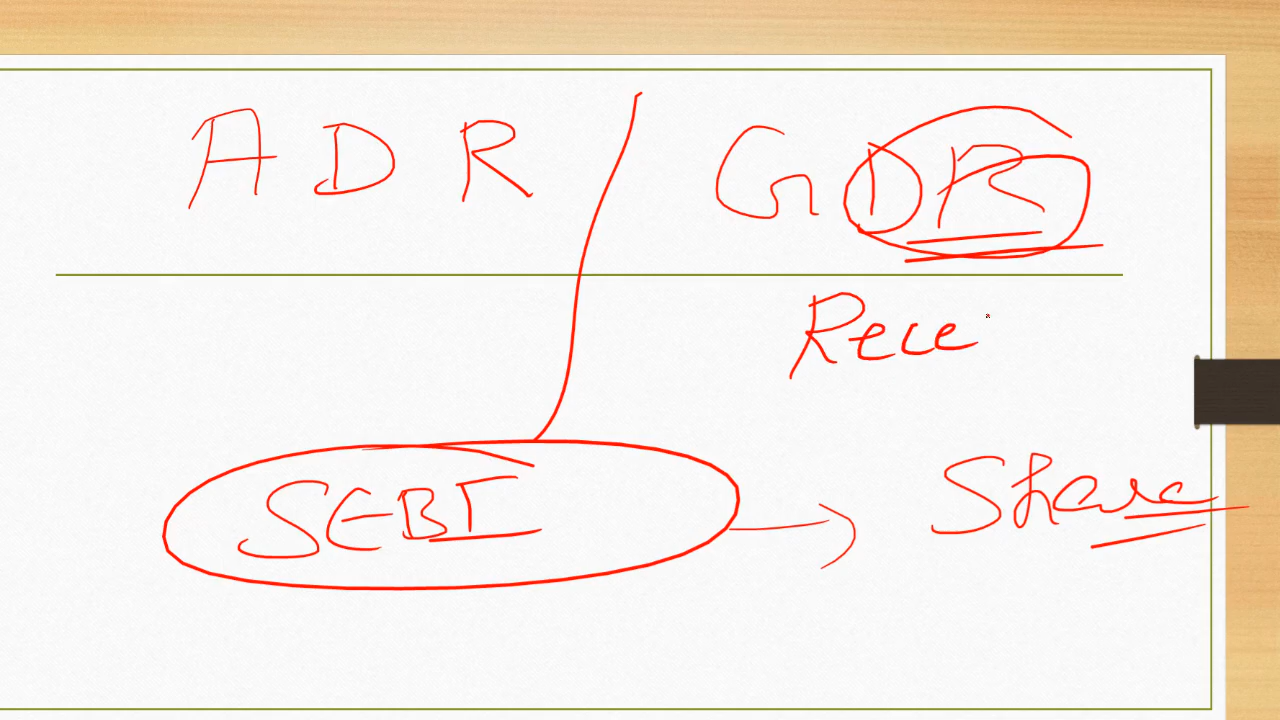 ADR / GDR
Rece
SEBI → Share